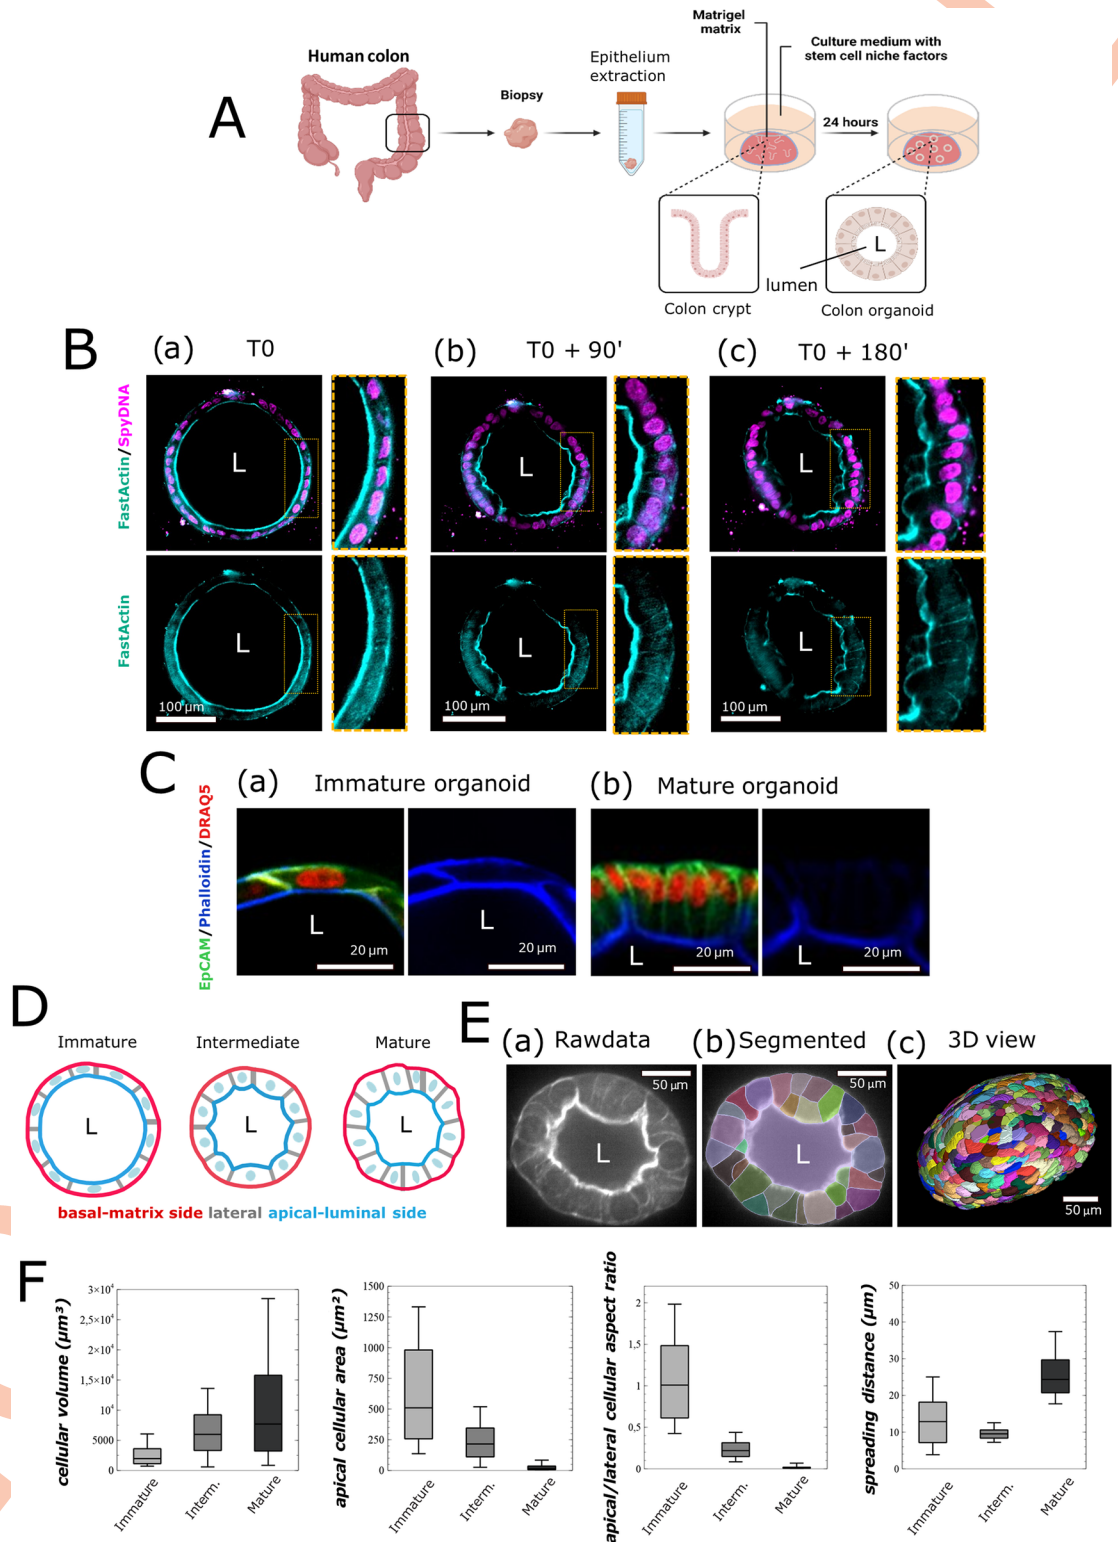 A
Human colon
Biopsy
Epithelium
extraction
Matrigel
matrix
Culture medium with
stem cell niche factors
24 hours
L
lumen
Colon crypt
Colon organoid
B
(a) T0
(b) T0 + 90'
(c) T0 + 180'
FastActin/SpyDNA
L
L
L
FastActin
L
L
L
100 µm
100 µm
100 µm
C
(a) Immature organoid
(b) Mature organoid
EpCAM/Phalloidin/DRAQ5
L
20 µm
20 µm
L
20 µm
L
20 µm
D
Immature
Intermediate
Mature
L
L
L
basal-matrix side lateral apical-luminal side
E
(a) Rawdata
(b) Segmented
(c) 3D view
50 µm
50 µm
L
L
50 µm
F
cellular volume (µm³)
3×10⁴
2,5×10⁴
2×10⁴
1,5×10⁴
10⁴
5000
0
Immature
Interm.
Mature
apical cellular area (µm²)
1500
1250
1000
750
500
250
0
Immature
Interm.
Mature
apical/lateral cellular aspect ratio
2
1,5
1
0,5
0
Immature
Interm.
Mature
spreading distance (µm)
50
40
30
20
10
0
Immature
Interm.
Mature